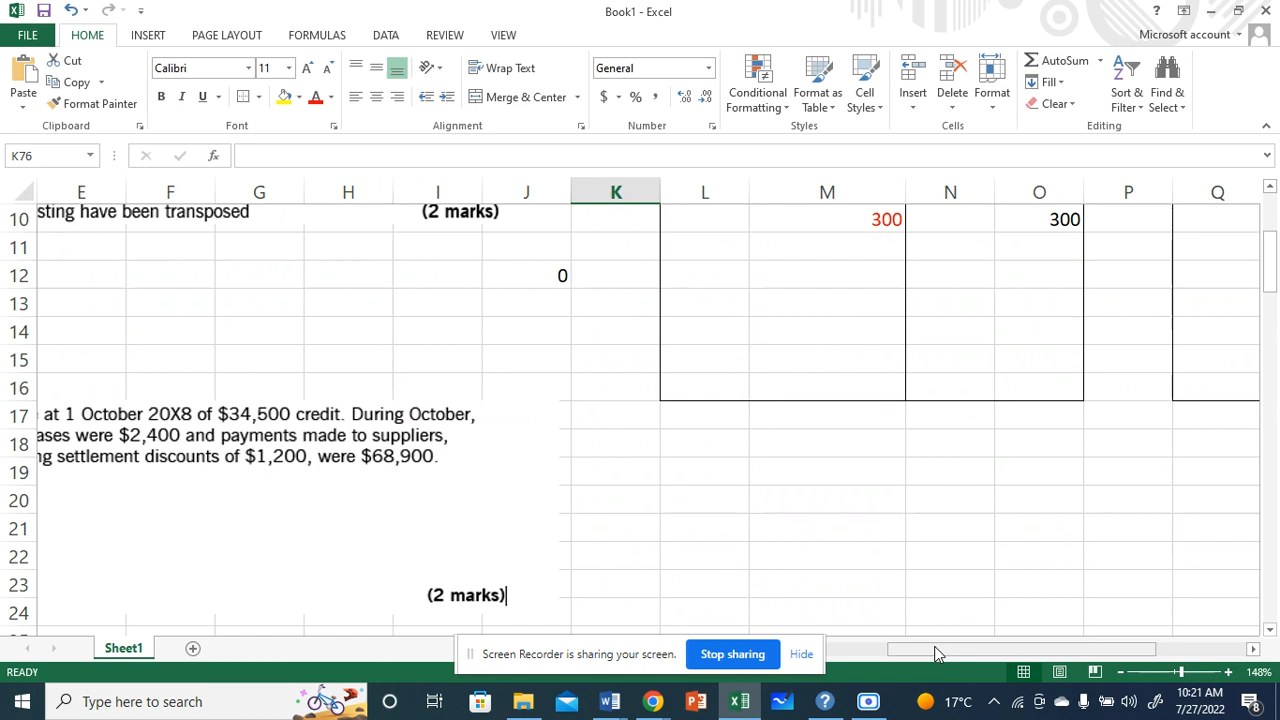 Book1 - Excel
FILE HOME INSERT PAGE LAYOUT FORMULAS DATA REVIEW VIEW
Microsoft account
Cut
Copy
Format Painter
Paste
Clipboard
Calibri 11
B I U
Font
Wrap Text
Merge & Center
Alignment
General
$ % ,
Number
Conditional Formatting
Format as Table
Cell Styles
Styles
Insert Delete Format
Cells
AutoSum
Fill
Clear
Sort & Filter
Find & Select
Editing
K76
E F G H I J K L M N O P Q
10 sting have been transposed (2 marks) 300 300
11
12 0
13
14
15
16
17 at 1 October 20X8 of $34,500 credit. During October,
18 ases were $2,400 and payments made to suppliers,
19 ng settlement discounts of $1,200, were $68,900.
20
21
22
23 (2 marks)
24
Sheet1
Screen Recorder is sharing your screen. Stop sharing Hide
READY
148%
Type here to search
17°C
10:21 AM
7/27/2022
8